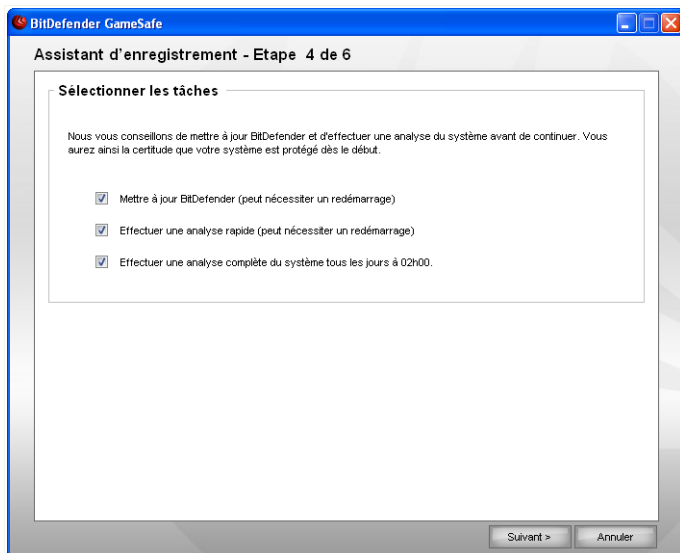 BitDefender GameSafe
Assistant d'enregistrement - Etape 4 de 6
Sélectionner les tâches
Nous vous conseillons de mettre à jour BitDefender et d'effectuer une analyse du système avant de continuer. Vous
aurez ainsi la certitude que votre système est protégé dès le début.
Mettre à jour BitDefender (peut nécessiter un redémarrage)
Effectuer une analyse rapide (peut nécessiter un redémarrage)
Effectuer une analyse complète du système tous les jours à 02h00.
Suivant > Annuler